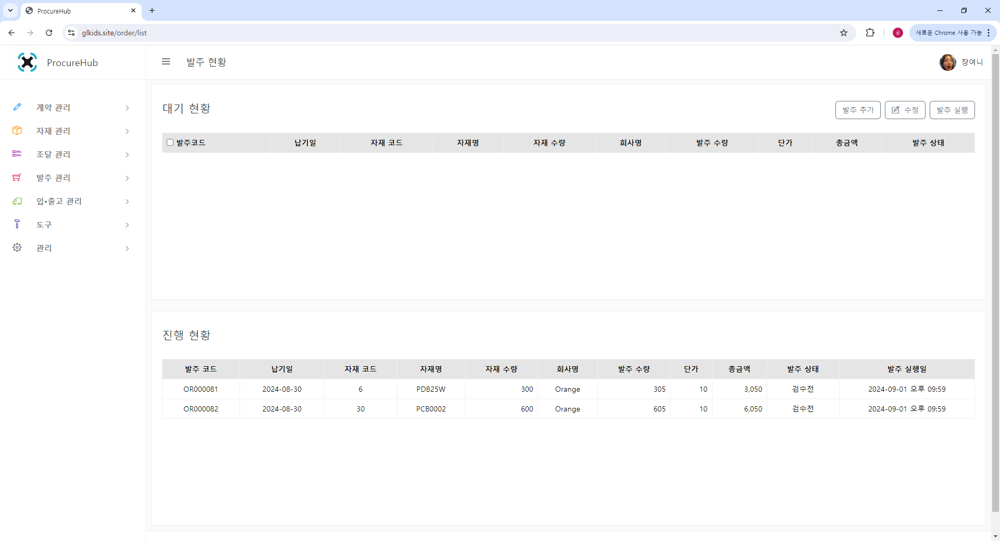 ProcureHub
glkids.site/order/list
곰
새로운 Chrome 사용 가능
ProcureHub
발주 현황
장여니
계약 관리
자재 관리
조달 관리
발주 관리
입•출고 관리
도구
관리
대기 현황
발주 추가 수정 발주 실행
발주코드 납기일 자재 코드 자재명 자재 수량 회사명 발주 수량 단가 총금액 발주 상태
진행 현황
발주 코드 납기일 자재 코드 자재명 자재 수량 회사명 발주 수량 단가 총금액 발주 상태 발주 실행일
OR000081 2024-08-30 6 PDB25W 300 Orange 305 10 3,050 검수전 2024-09-01 오후 09:59
OR000082 2024-08-30 30 PCB0002 600 Orange 605 10 6,050 검수전 2024-09-01 오후 09:59